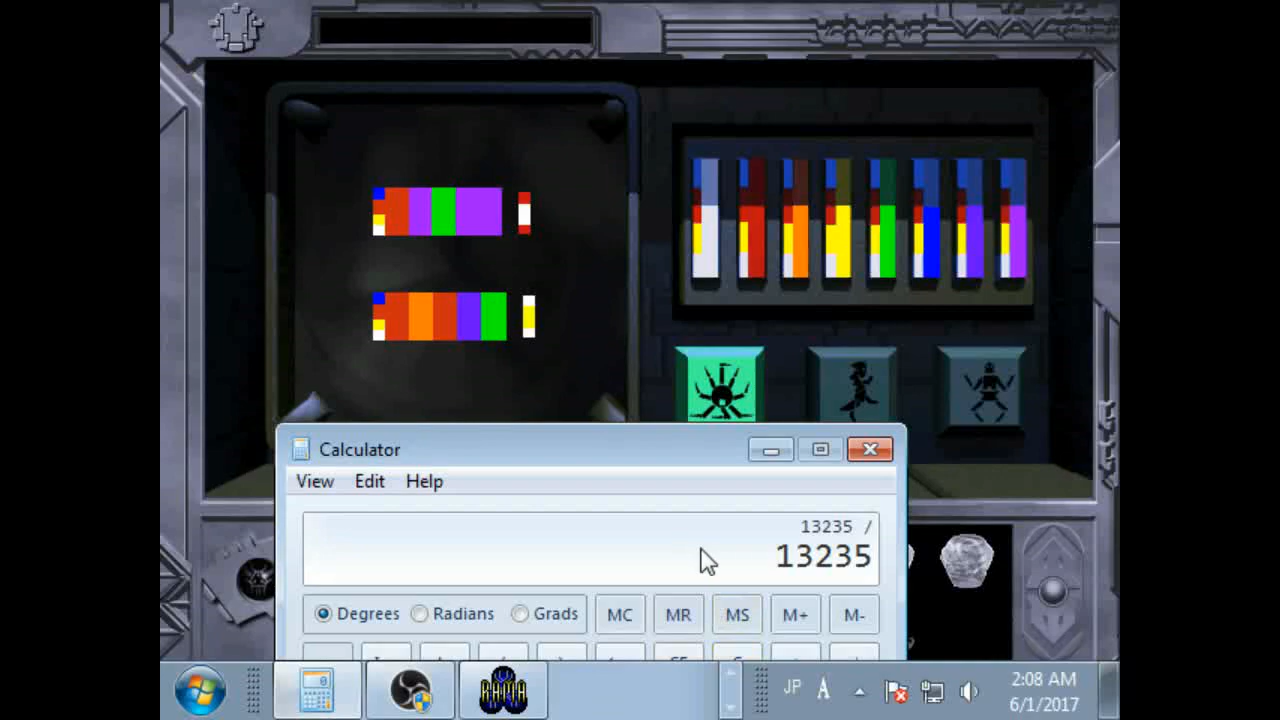 Calculator
View Edit Help
13235 /
13235
Degrees Radians Grads MC MR MS M+ M-
RAMA
JP A
2:08 AM
6/1/2017